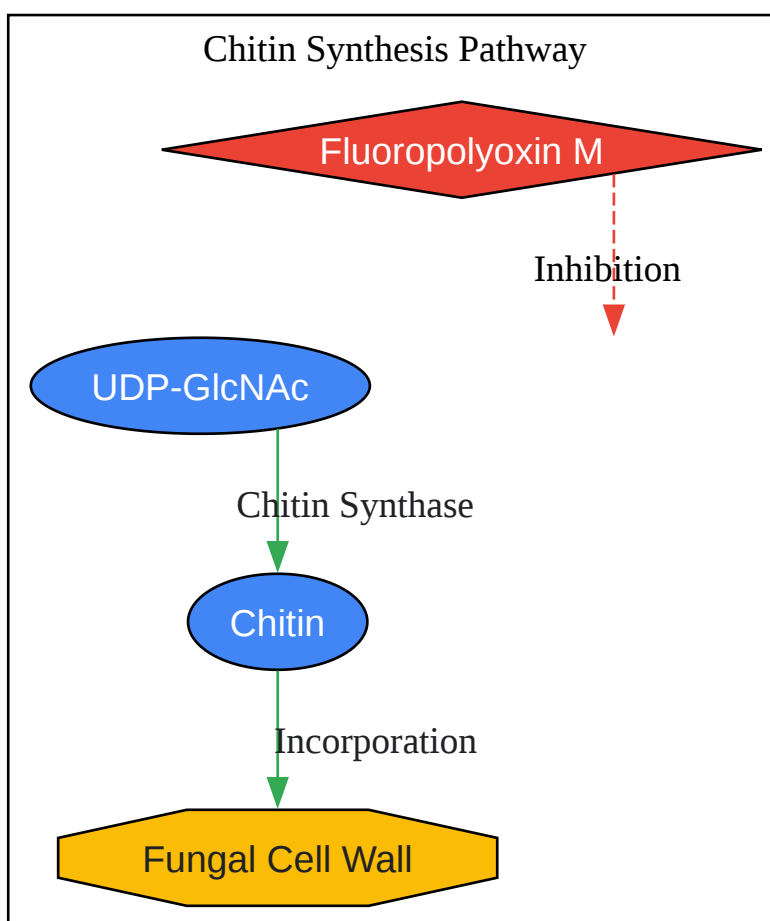 Chitin Synthesis Pathway
Fluoropolyoxin M
Inhibition
UDP-GlcNAc
Chitin Synthase
Chitin
Incorporation
Fungal Cell Wall